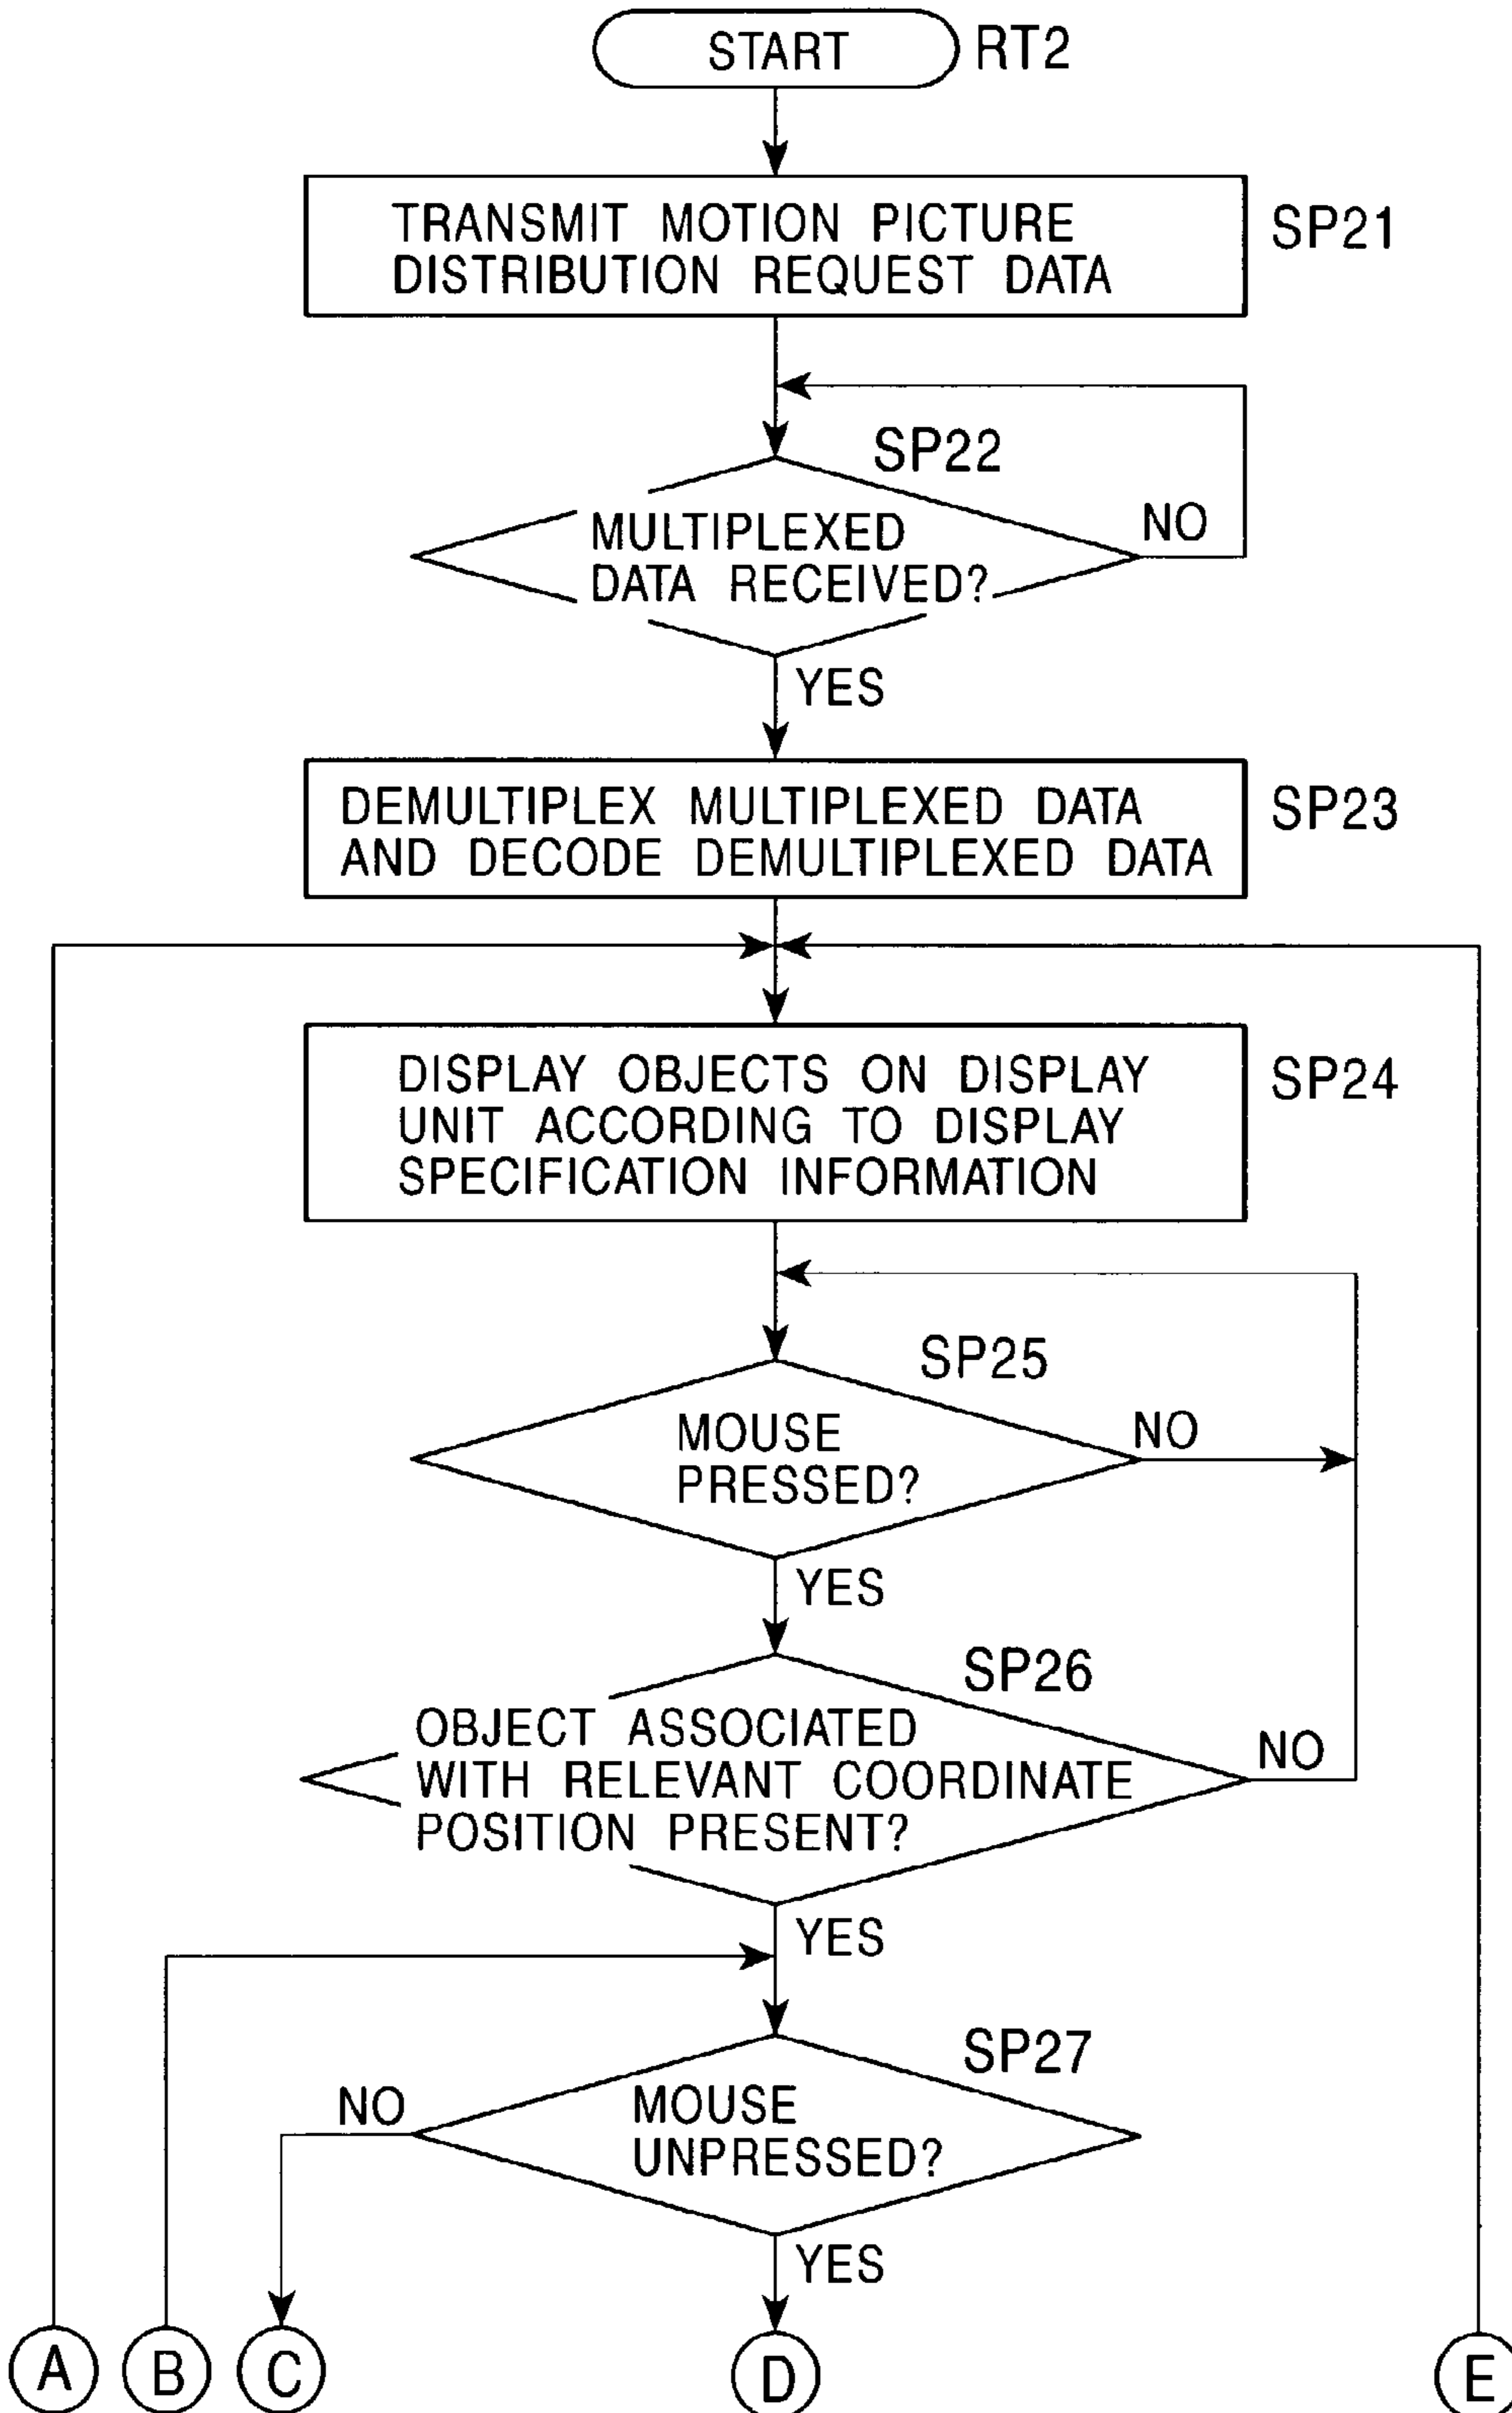 START RT2
TRANSMIT MOTION PICTURE
DISTRIBUTION REQUEST DATA
SP21
SP22
MULTIPLEXED
DATA RECEIVED?
NO
YES
DEMULTIPLEX MULTIPLEXED DATA
AND DECODE DEMULTIPLEXED DATA
SP23
DISPLAY OBJECTS ON DISPLAY
UNIT ACCORDING TO DISPLAY
SPECIFICATION INFORMATION
SP24
SP25
MOUSE
PRESSED?
NO
YES
SP26
OBJECT ASSOCIATED
WITH RELEVANT COORDINATE
POSITION PRESENT?
NO
YES
SP27
MOUSE
UNPRESSED?
NO
YES
A B C D E